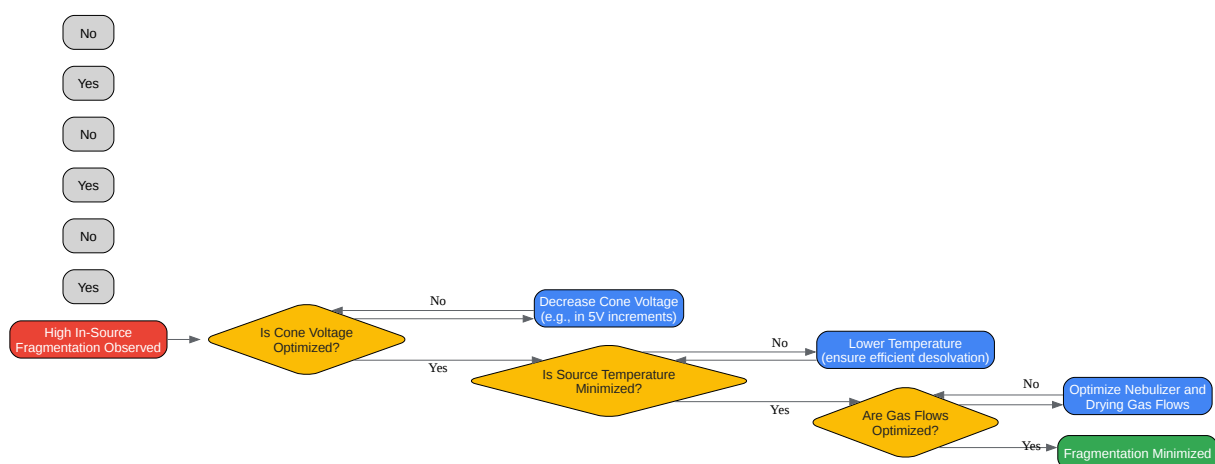 No
Yes
No
Yes
No
Yes
High In-Source
Fragmentation Observed
Is Cone Voltage
Optimized?
No
Decrease Cone Voltage
(e.g., in 5V increments)
Yes
Is Source Temperature
Minimized?
No
Lower Temperature
(ensure efficient desolvation)
Yes
Are Gas Flows
Optimized?
No
Optimize Nebulizer and
Drying Gas Flows
Yes
Fragmentation Minimized